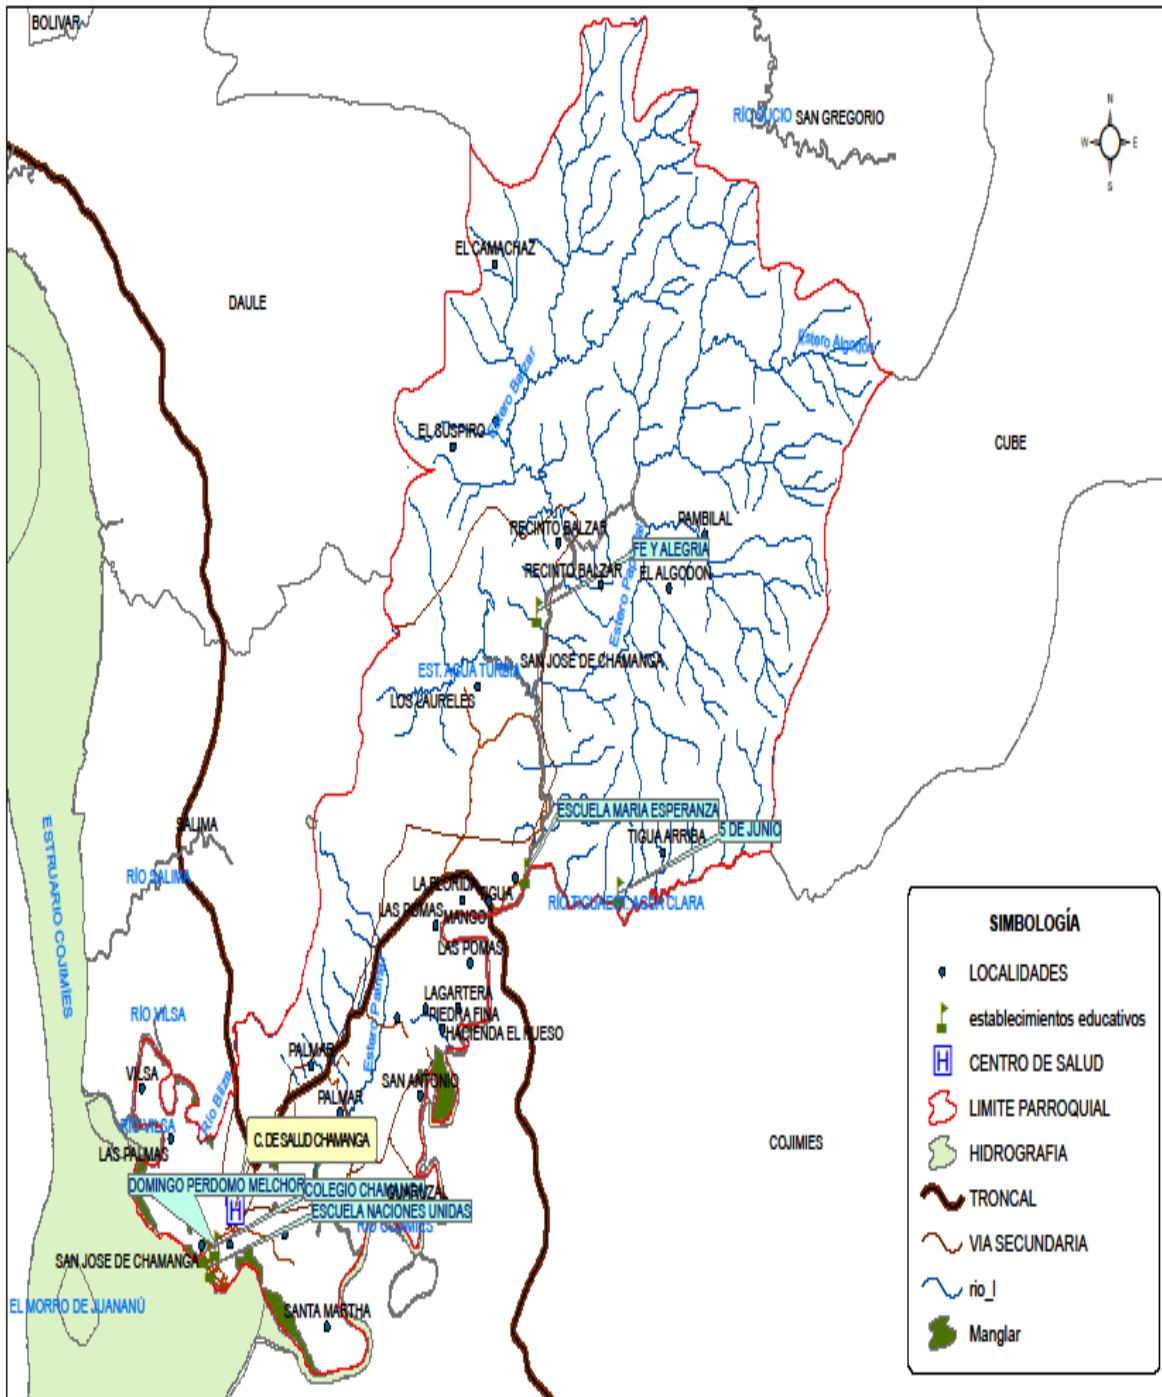 BOLIVAR
RÍO SUCIO
SAN GREGORIO
N
W
E
S
EL CAMACHAZ
DAULE
Estero Algodón
Estero Balzar
EL SUSPIRO
CUBE
RECINTO BALZAR
PAMBILAL
FE Y ALEGRIA
RECINTO BALZAR
EL ALGODON
SAN JOSE DE CHAMANGA
EST. AGUA TURBIA
LOS LAURELES
ESCUELA MARIA ESPERANZA
5 DE JUNIO
TIGUA ARRIBA
SALIMA
ESTRUARIO COJIMÍES
RÍO SALIMA
LA FLORIDA
TIGUA
MANGO
LAS POMAS
LAS POMAS
LAGARTERA
PIEDRA FINA
HACIENDA EL HUESO
RÍO VILSA
VILSA
Estero Palmar
PALMAR
SAN ANTONIO
PALMAR
RÍO VILSA
LAS PALMAS
C. DE SALUD CHAMANGA
COJIMIES
DOMINGO PERDOMO MELCHOR
COLEGIO CHAMANGA
ESCUELA NACIONES UNIDAS
RÍO COJIMIES
SAN JOSE DE CHAMANGA
EL MORRO DE JUANANÚ
SANTA MARTHA
SIMBOLOGÍA
LOCALIDADES
establecimientos educativos
H CENTRO DE SALUD
LIMITE PARROQUIAL
HIDROGRAFIA
TRONCAL
VIA SECUNDARIA
rio_l
Manglar